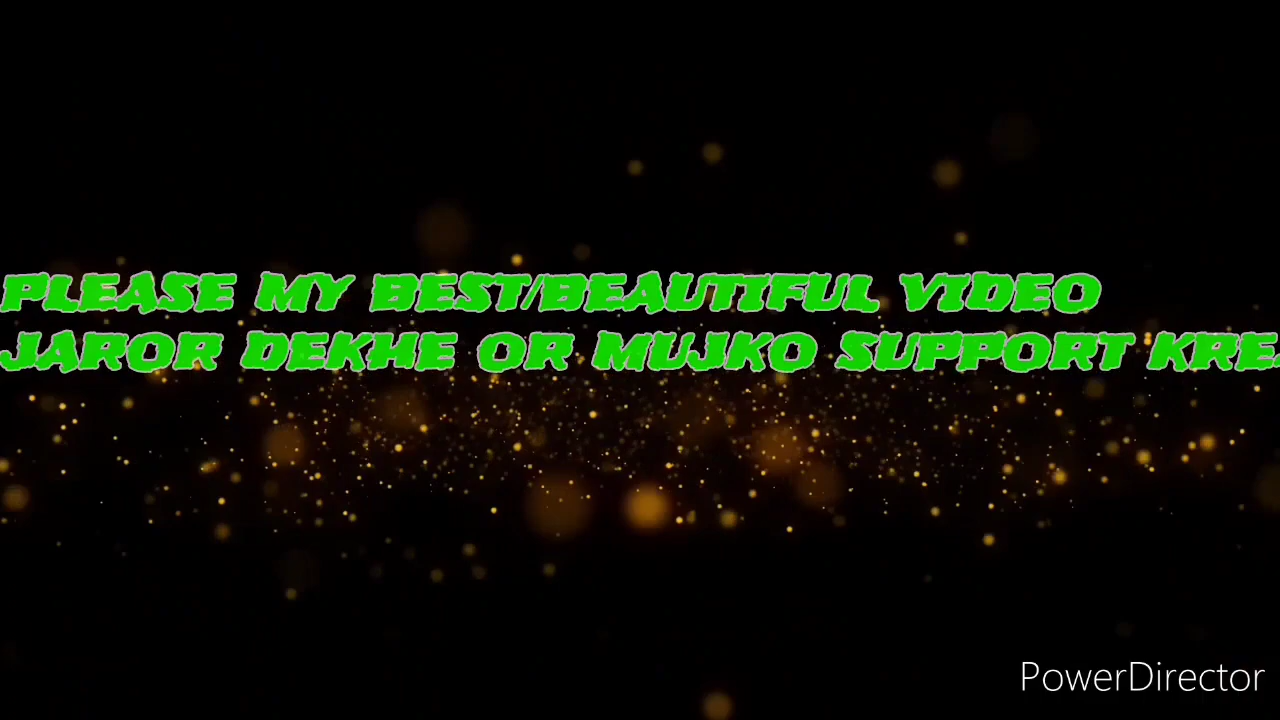 PLEASE MY BEST/BEAUTIFUL VIDEO
JAROR DEKHE OR MUJKO SUPPORT KRE.
PowerDirector